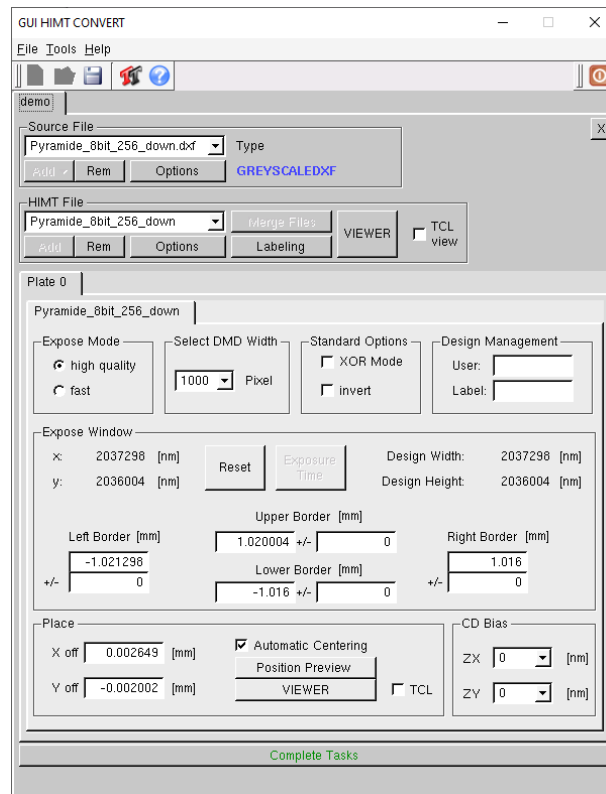 GUI HIMT CONVERT
File Tools Help
demo
X
Source File
Pyramide_8bit_256_down.dxf Type
Add Rem Options GREYSCALEDXF
HIMT File
Pyramide_8bit_256_down Merge Files VIEWER TCL view
Add Rem Options Labeling
Plate 0
Pyramide_8bit_256_down
Expose Mode Select DMD Width Standard Options Design Management
high quality 1000 Pixel XOR Mode User:
fast invert Label:
Expose Window
x: 2037298 [nm] Reset Exposure Time Design Width: 2037298 [nm]
y: 2036004 [nm] Design Height: 2036004 [nm]
Upper Border [mm]
Left Border [mm] 1.020004 +/- 0 Right Border [mm]
-1.021298 Lower Border [mm] 1.016
+/- 0 -1.016 +/- 0 +/- 0
Place CD Bias
X off 0.002649 [mm] Automatic Centering ZX 0 [nm]
Position Preview
Y off -0.002002 [mm] VIEWER TCL ZY 0 [nm]
Complete Tasks